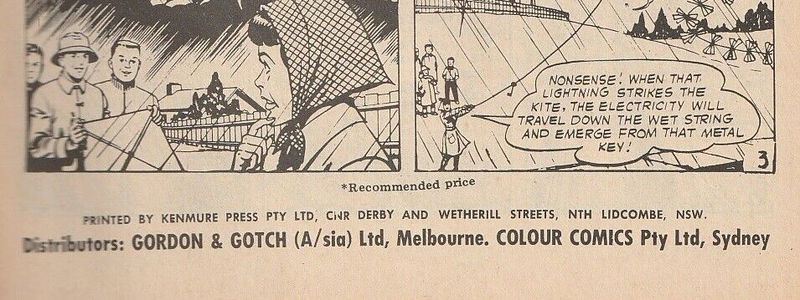 NONSENSE! WHEN THAT
LIGHTNING STRIKES THE
KITE, THE ELECTRICITY WILL
TRAVEL DOWN THE WET STRING
AND EMERGE FROM THAT METAL
KEY!
3
*Recommended price
PRINTED BY KENMURE PRESS PTY LTD, CNR DERBY AND WETHERILL STREETS, NTH LIDCOMBE, NSW.
Distributors: GORDON & GOTCH (A/sia) Ltd, Melbourne. COLOUR COMICS Pty Ltd, Sydney